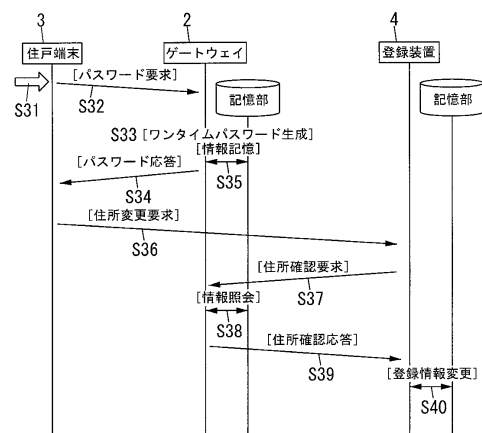 3
2
4
住戸端末
ゲートウェイ
登録装置
記憶部
記憶部
S31
[パスワード要求]
S32
S33 [ワンタイムパスワード生成]
[情報記憶]
S35
[パスワード応答]
S34
[住所変更要求]
S36
[住所確認要求]
S37
[情報照会]
S38
[住所確認応答]
S39
[登録情報変更]
S40